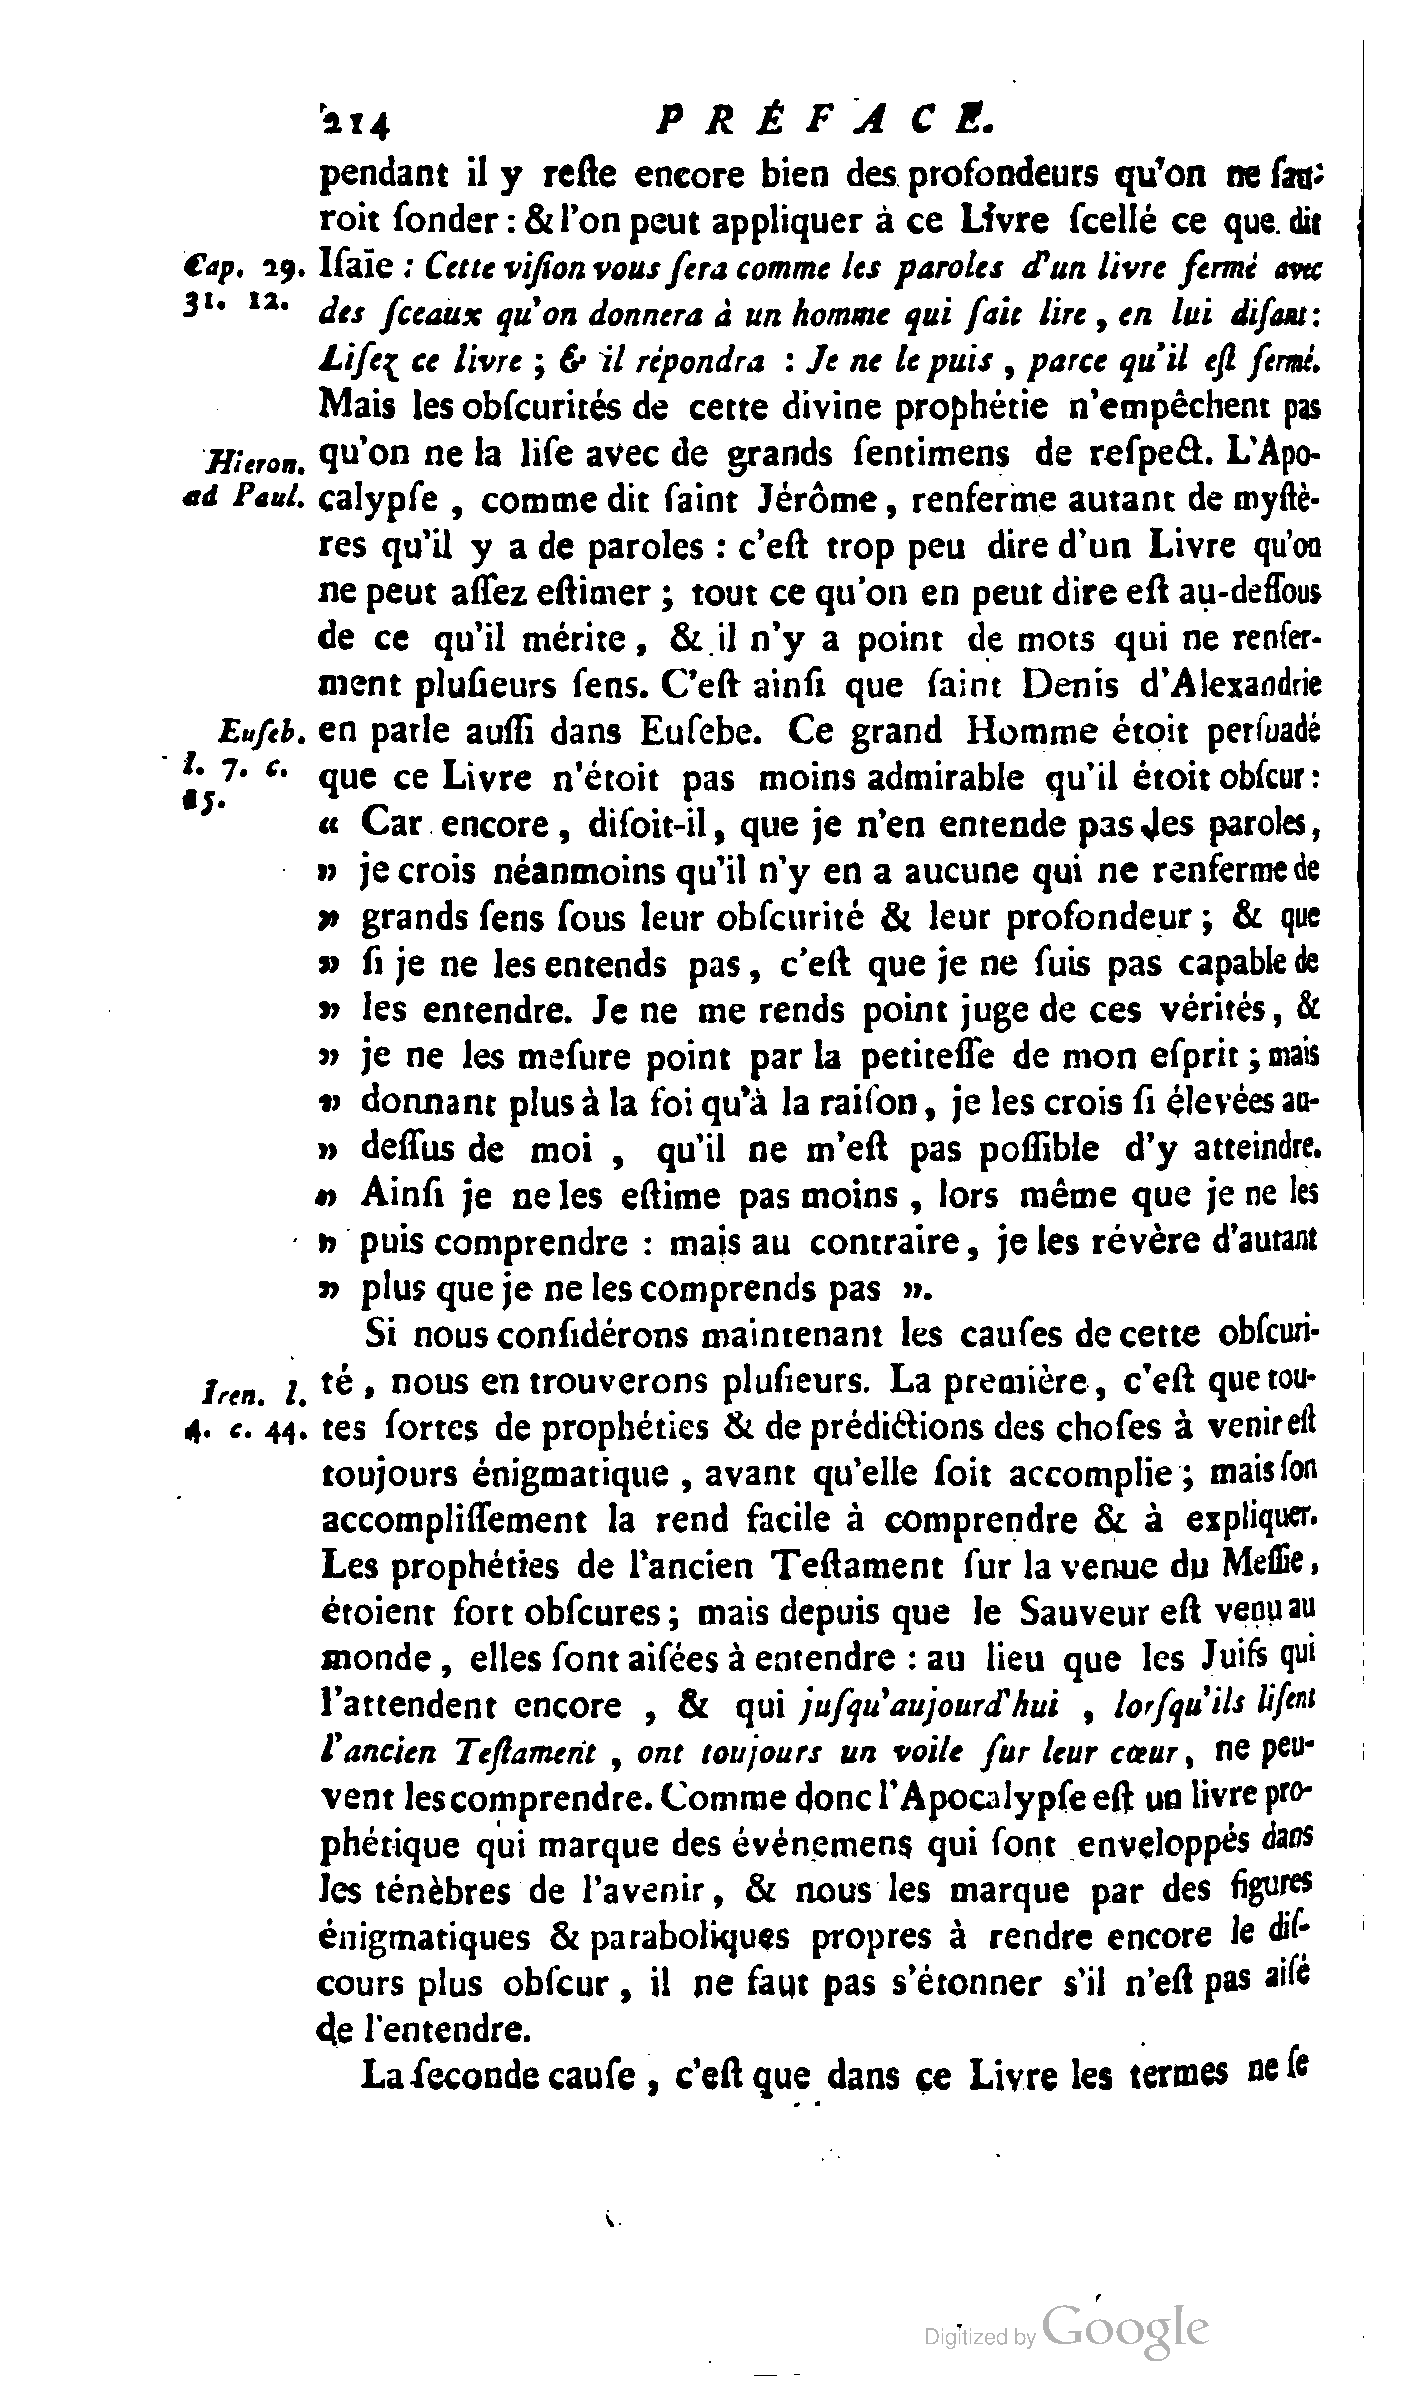 214 PRÉFACE.
pendant il y reſte encore bien des profondeurs qu'on ne ſau-
roit ſonder : & l'on peut appliquer à ce Livre ſcellé ce que dit
Cap. 29. Iſaïe : Cette viſion vous ſera comme les paroles d'un livre fermé avec
31. 12. des ſceaux qu'on donnera à un homme qui ſait lire, en lui diſant :
Liſez ce livre ; & il répondra : Je ne le puis, parce qu'il eſt fermé.
Mais les obſcurités de cette divine prophétie n'empêchent pas
Hieron. qu'on ne la liſe avec de grands ſentimens de reſpect. L'Apo-
ad Paul. calypſe, comme dit ſaint Jérôme, renferme autant de myſtè-
res qu'il y a de paroles : c'eſt trop peu dire d'un Livre qu'on
ne peut aſſez eſtimer ; tout ce qu'on en peut dire eſt au-deſſous
de ce qu'il mérite, & il n'y a point de mots qui ne renfer-
ment pluſieurs ſens. C'eſt ainſi que ſaint Denis d'Alexandrie
Euſeb. en parle auſſi dans Euſebe. Ce grand Homme étoit perſuadé
l. 7. c. que ce Livre n'étoit pas moins admirable qu'il étoit obſcur :
25.
« Car encore, diſoit-il, que je n'en entende pas les paroles,
» je crois néanmoins qu'il n'y en a aucune qui ne renferme de
» grands ſens ſous leur obſcurité & leur profondeur ; & que
» ſi je ne les entends pas, c'eſt que je ne ſuis pas capable de
» les entendre. Je ne me rends point juge de ces vérités, &
» je ne les meſure point par la petiteſſe de mon eſprit ; mais
» donnant plus à la foi qu'à la raiſon, je les crois ſi élevées au-
» deſſus de moi, qu'il ne m'eſt pas poſſible d'y atteindre.
» Ainſi je ne les eſtime pas moins, lors même que je ne les
» puis comprendre : mais au contraire, je les révère d'autant
» plus que je ne les comprends pas ».
Si nous conſidérons maintenant les cauſes de cette obſcuri-
Iren. l. té, nous en trouverons pluſieurs. La première, c'eſt que tou-
4. c. 44. tes ſortes de prophéties & de prédictions des choſes à venir eſt
toujours énigmatique, avant qu'elle ſoit accomplie ; mais ſon
accompliſſement la rend facile à comprendre & à expliquer.
Les prophéties de l'ancien Teſtament ſur la venue du Meſſie,
étoient fort obſcures ; mais depuis que le Sauveur eſt venu au
monde, elles ſont aiſées à entendre : au lieu que les Juifs qui
l'attendent encore, & qui juſqu'aujourd'hui, lorſqu'ils liſent
l'ancien Teſtament, ont toujours un voile ſur leur cœur, ne peu-
vent les comprendre. Comme donc l'Apocalypſe eſt un livre pro-
phétique qui marque des événemens qui ſont enveloppés dans
les ténèbres de l'avenir, & nous les marque par des figures
énigmatiques & paraboliques propres à rendre encore le diſ-
cours plus obſcur, il ne faut pas s'étonner s'il n'eſt pas aiſé
de l'entendre.
La ſeconde cauſe, c'eſt que dans ce Livre les termes ne ſe
Digitized by Google